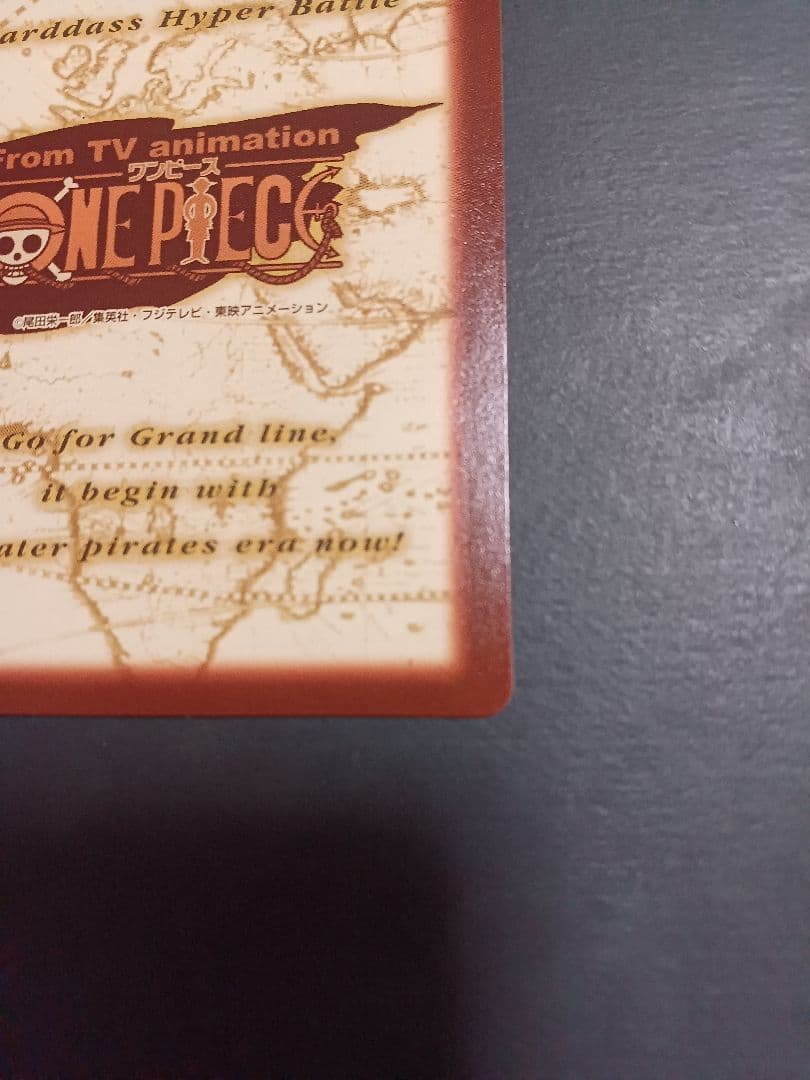 arddass Hyper Battle
From TV animation
ワンピース
ONE PIECE
©尾田栄一郎/集英社・フジテレビ・東映アニメーション
Go for Grand line,
it begin with
ater pirates era now!